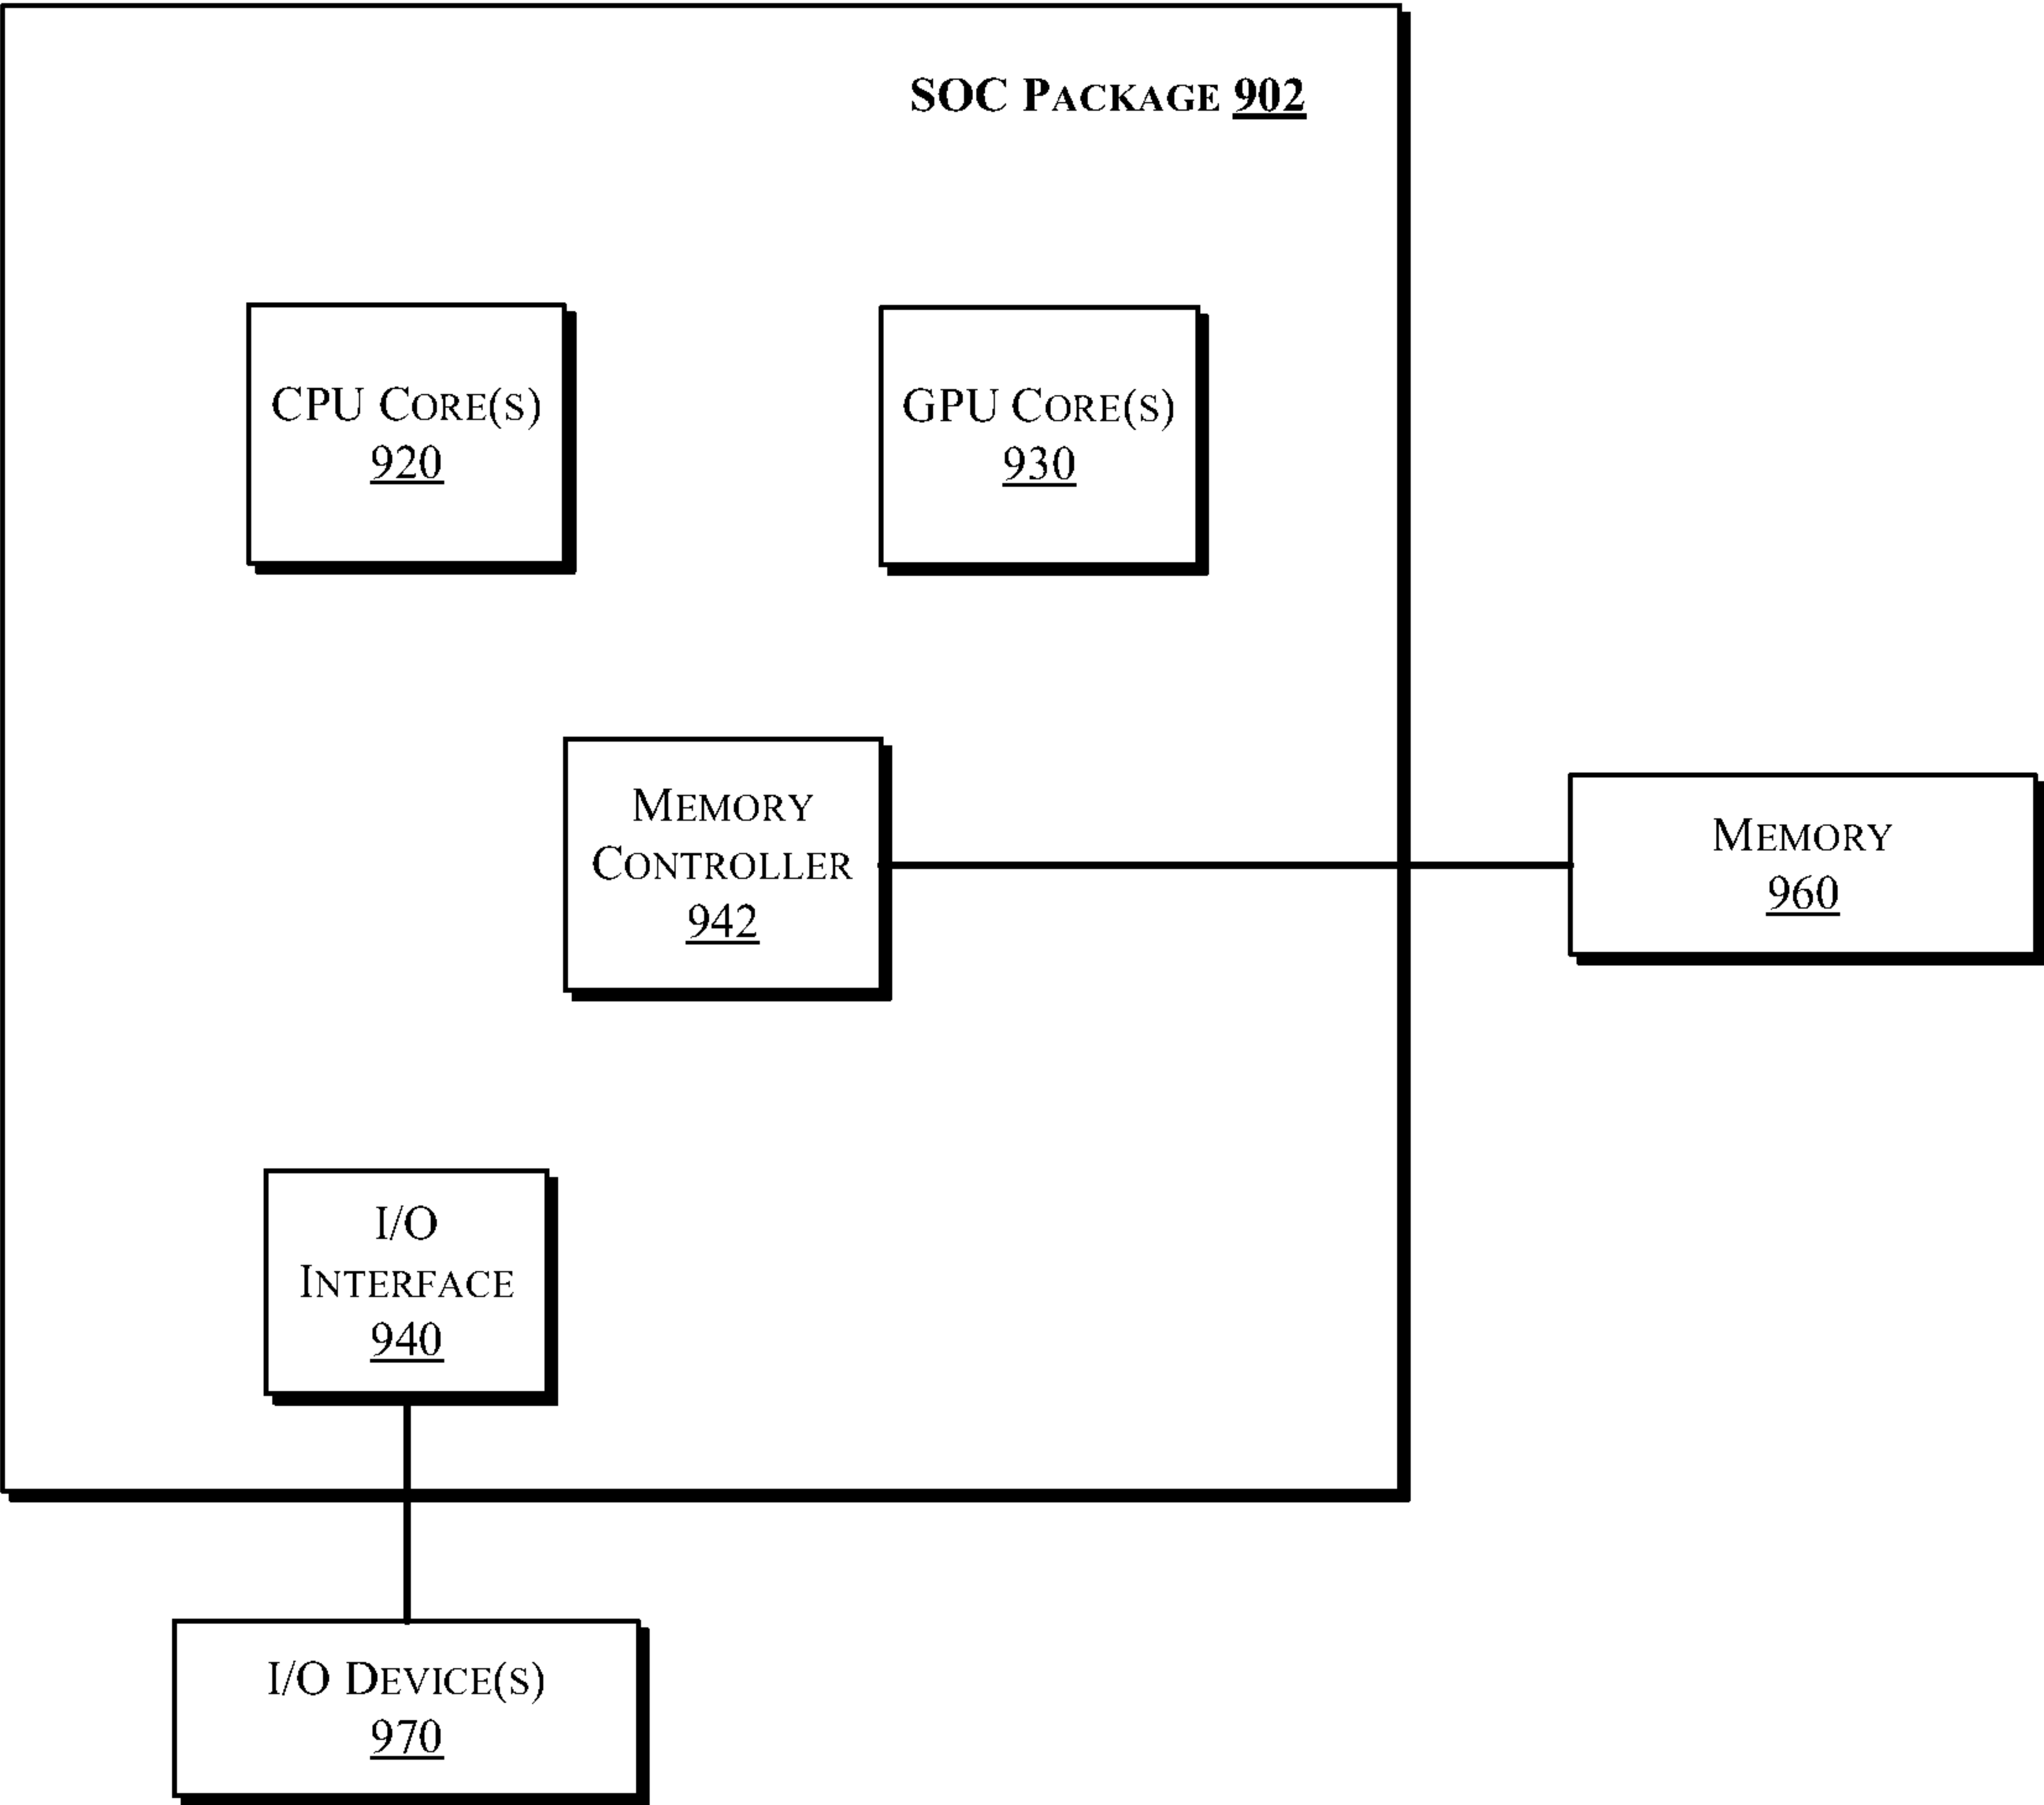 SOC PACKAGE 902
CPU CORE(S)
920
GPU CORE(S)
930
MEMORY
CONTROLLER
942
MEMORY
960
I/O
INTERFACE
940
I/O DEVICE(S)
970